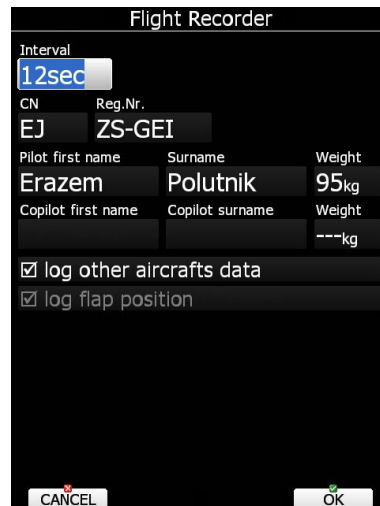 Flight Recorder
Interval
12sec
CN Reg.Nr.
EJ ZS-GEI
Pilot first name Surname Weight
Erazem Polutnik 95kg
Copilot first name Copilot surname Weight
---kg
log other aircrafts data
log flap position
CANCEL OK